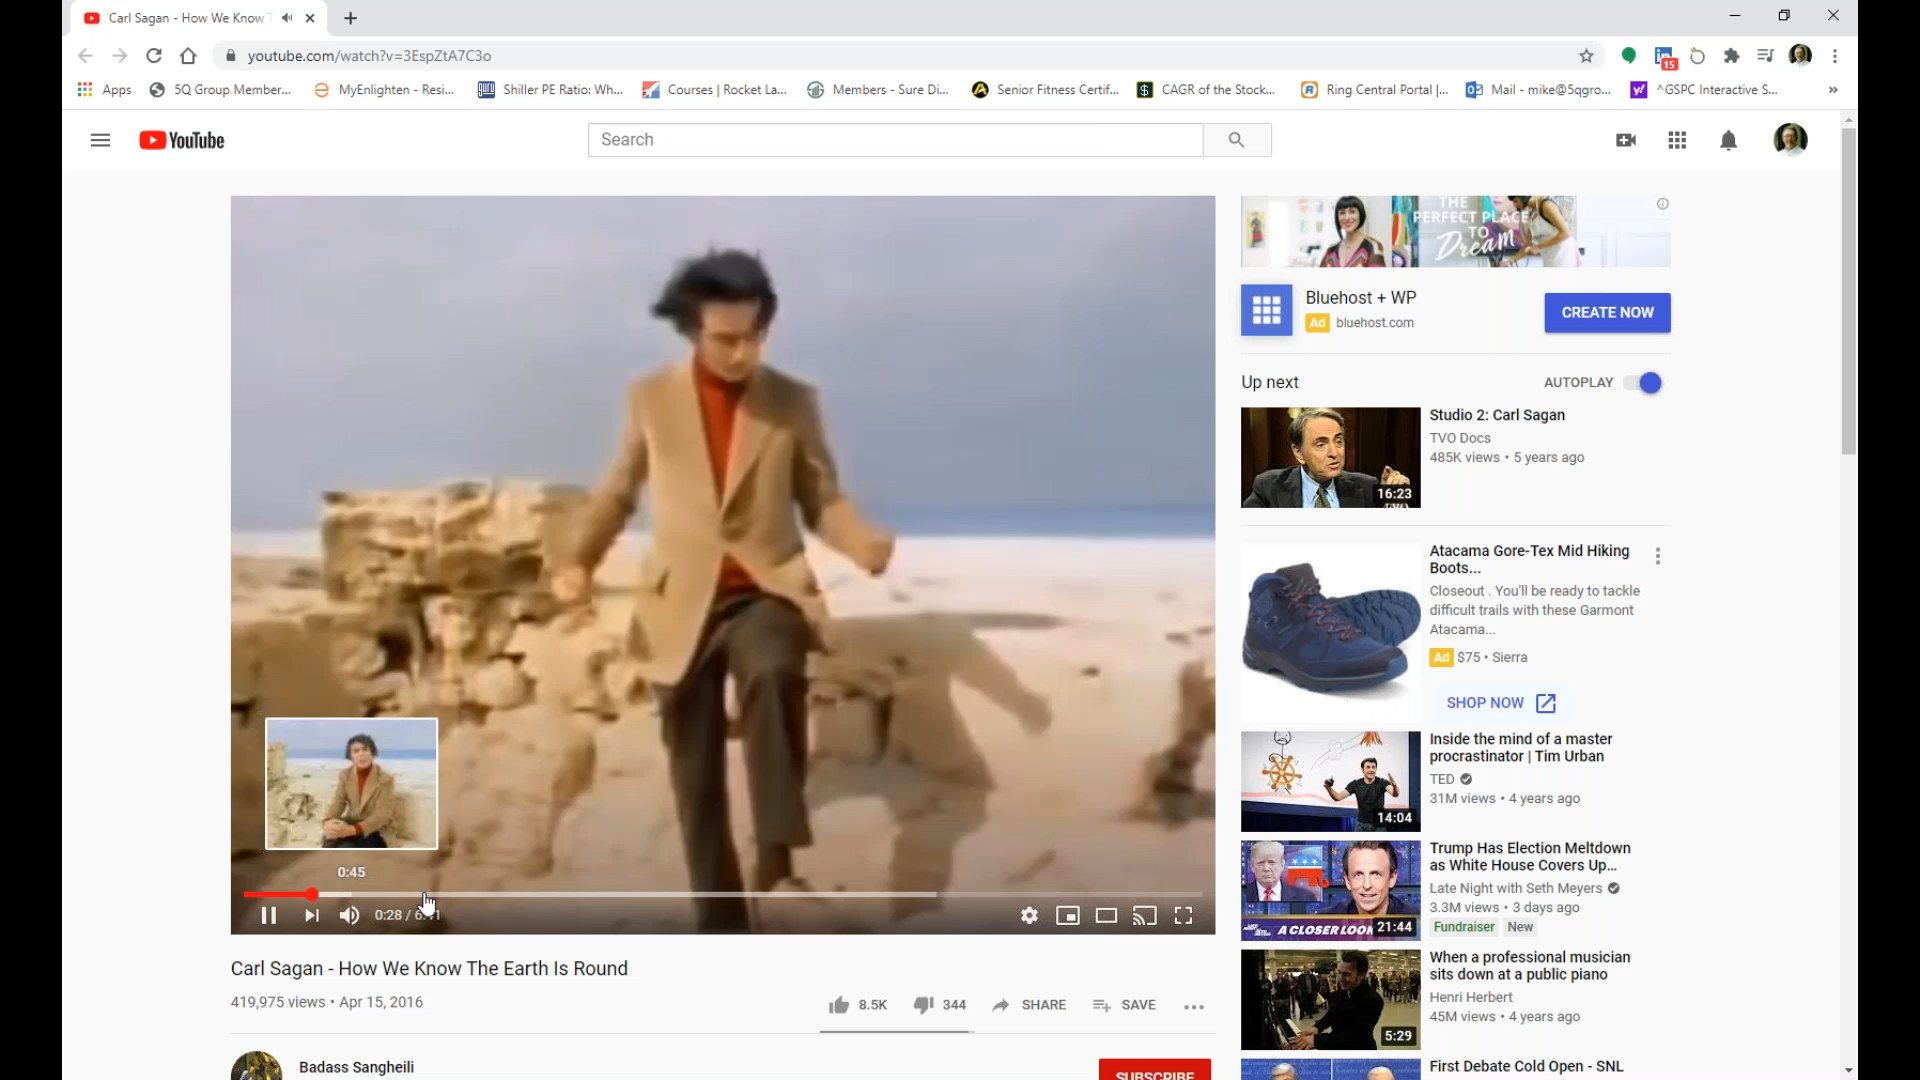 Carl Sagan - How We Know T
youtube.com/watch?v=3EspZtA7C3o
15
Apps
5Q Group Member...
MyEnlighten - Resi...
Shiller PE Ratio: Wh...
Courses | Rocket La...
Members - Sure Di...
Senior Fitness Certif...
CAGR of the Stock...
Ring Central Portal |...
Mail - mike@5qgro...
^GSPC Interactive S...
»
YouTube
Search
THE
PERFECT PLACE
TO
Dream
Bluehost + WP
Ad bluehost.com
CREATE NOW
Up next
AUTOPLAY
Studio 2: Carl Sagan
TVO Docs
485K views • 5 years ago
16:23
Atacama Gore-Tex Mid Hiking
Boots...
Closeout . You'll be ready to tackle
difficult trails with these Garmont
Atacama...
Ad $75 • Sierra
SHOP NOW
Inside the mind of a master
procrastinator | Tim Urban
TED
31M views • 4 years ago
14:04
Trump Has Election Meltdown
as White House Covers Up...
Late Night with Seth Meyers
3.3M views • 3 days ago
Fundraiser New
A CLOSER LOOK 21:44
When a professional musician
sits down at a public piano
Henri Herbert
45M views • 4 years ago
5:29
First Debate Cold Open - SNL
0:45
0:28 /
Carl Sagan - How We Know The Earth Is Round
419,975 views • Apr 15, 2016
8.5K
344
SHARE
SAVE
Badass Sangheili
SUBSCRIBE